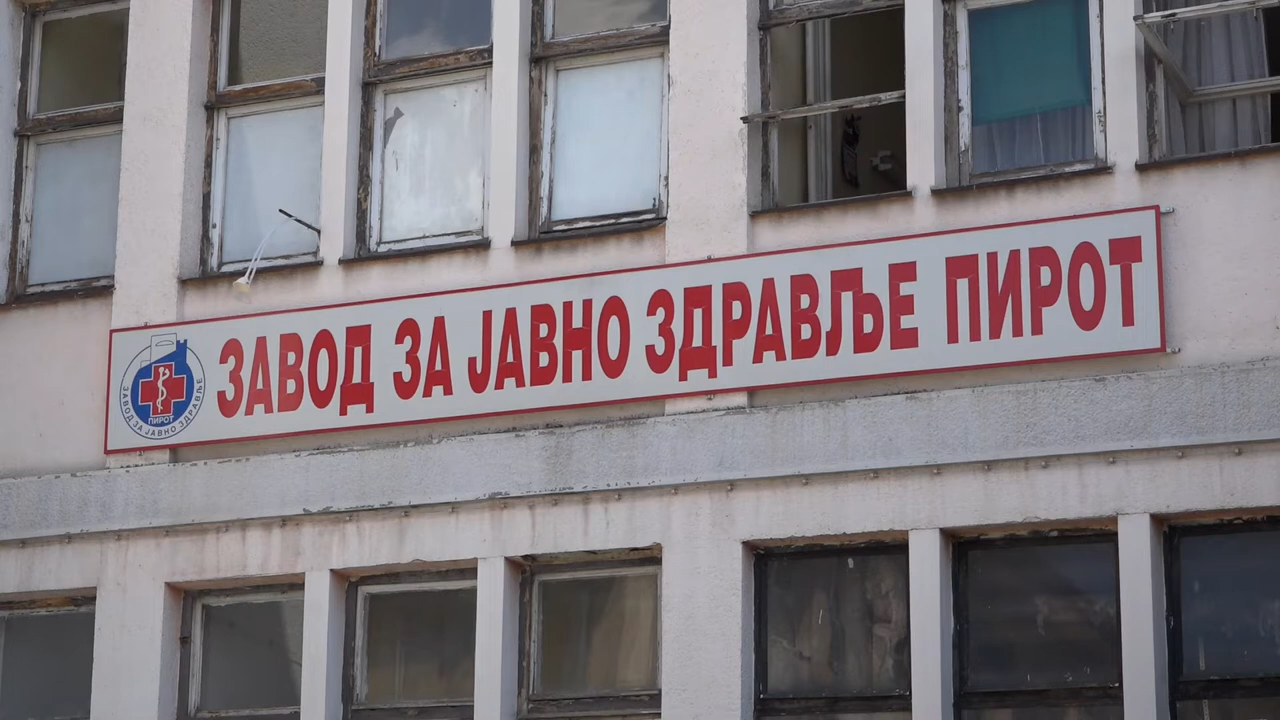 ЗАВОД ЗА ЈАВНО ЗДРАВЉЕ ПИРОТ
ПИРОТ
ЗАВОД ЗА ЈАВНО ЗДРАВЉЕ